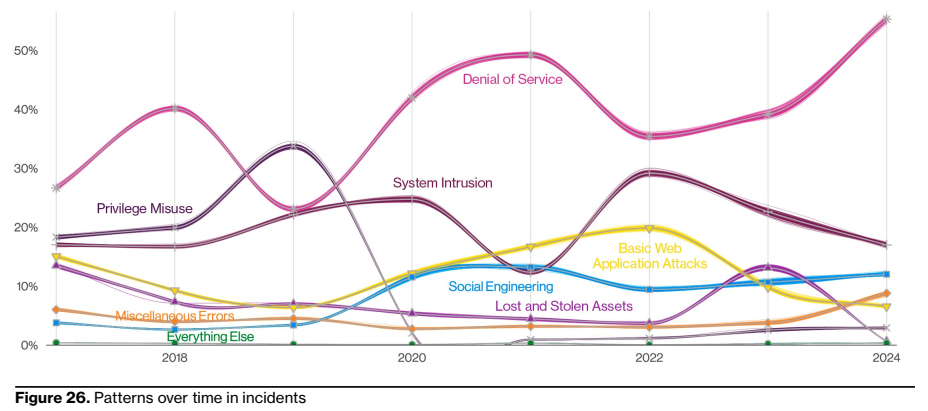 50%
Denial of Service
40%
30%
System Intrusion
Privilege Misuse
20%
Basic Web
Application Attacks
10%
Social Engineering
Lost and Stolen Assets
Miscellaneous Errors
Everything Else
0%
2018
2020
2022
2024
Figure 26. Patterns over time in incidents